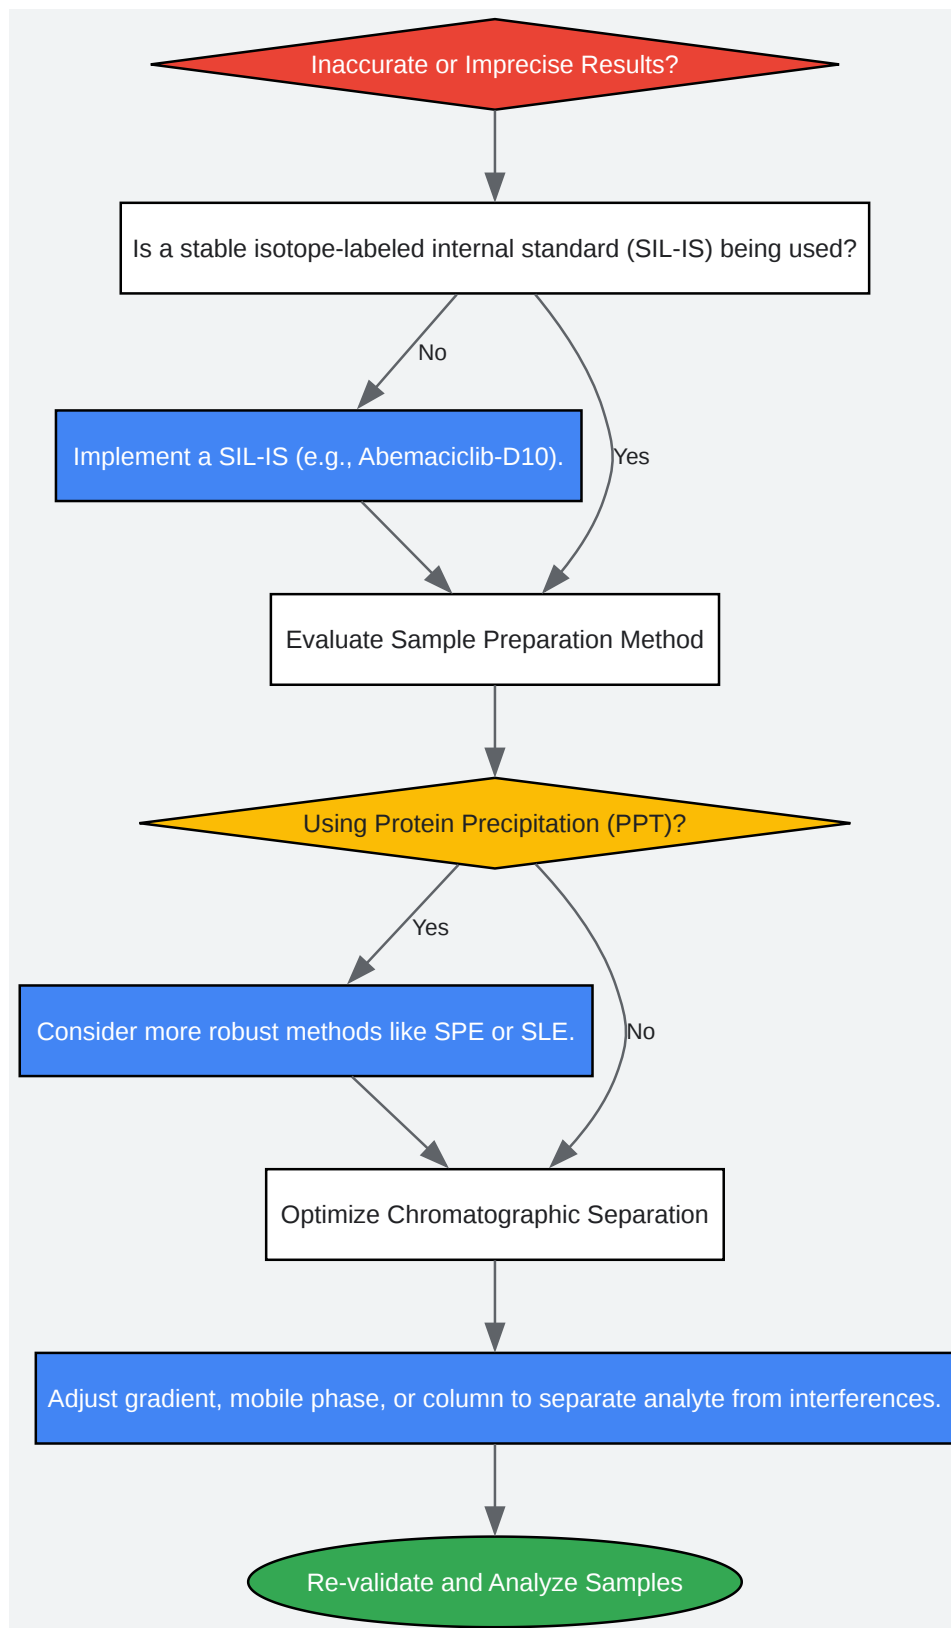 Inaccurate or Imprecise Results?
Is a stable isotope-labeled internal standard (SIL-IS) being used?
No
Implement a SIL-IS (e.g., Abemaciclib-D10).
Yes
Evaluate Sample Preparation Method
Using Protein Precipitation (PPT)?
Yes
Consider more robust methods like SPE or SLE.
No
Optimize Chromatographic Separation
Adjust gradient, mobile phase, or column to separate analyte from interferences.
Re-validate and Analyze Samples